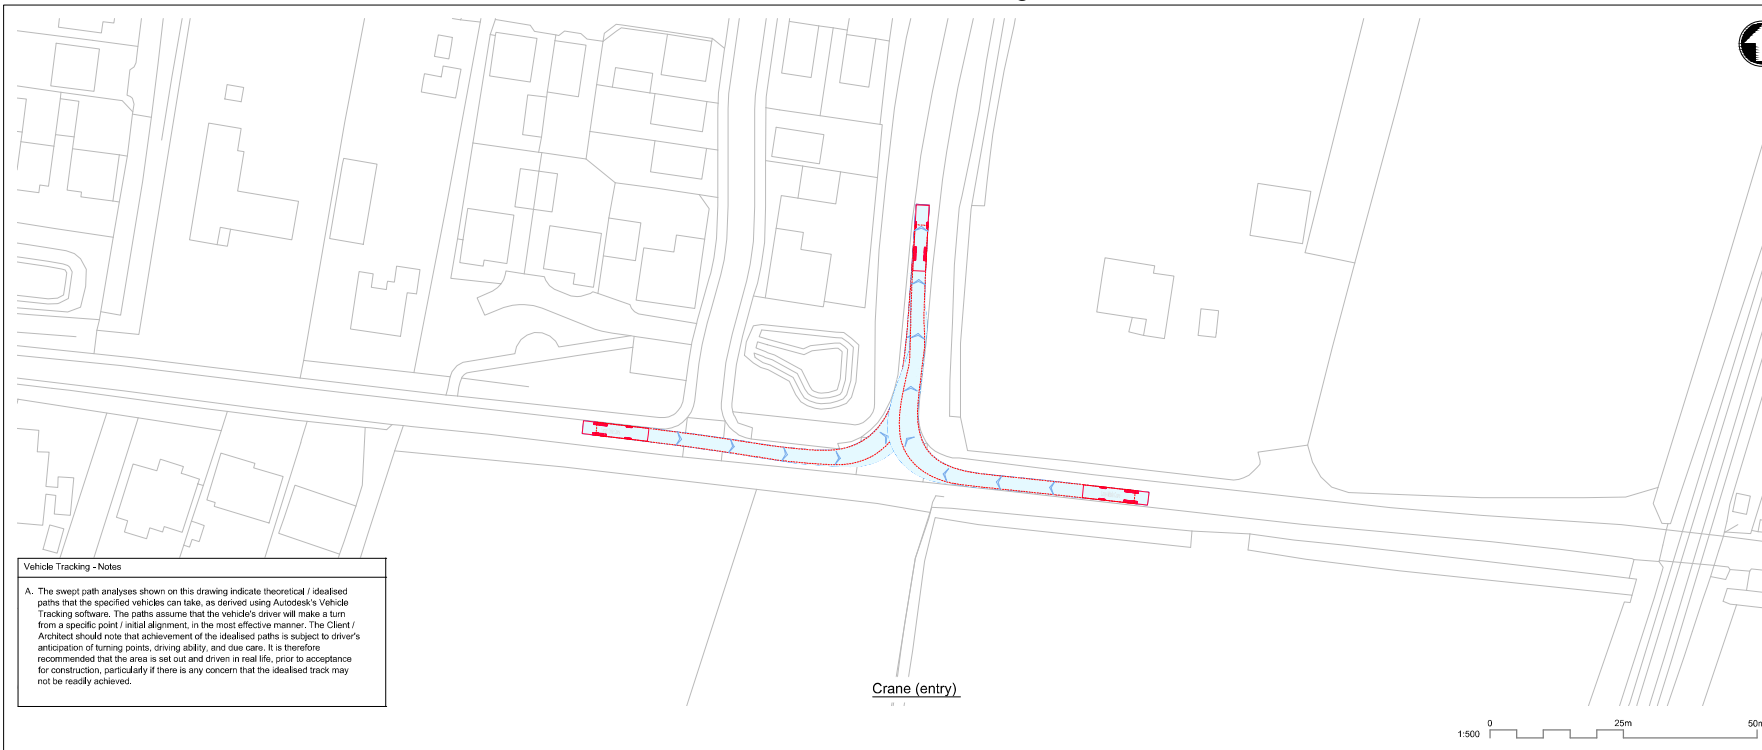 Vehicle Tracking - Notes
A. The swept path analyses shown on this drawing indicate theoretical / idealised
paths that the specified vehicles can take, as derived using Autodesk's Vehicle
Tracking software. The paths assume that the vehicle's driver will make a turn
from a specific point / initial alignment, in the most effective manner. The Client /
Architect should note that achievement of the idealised paths is subject to driver's
anticipation of turning points, driving ability, and due care. It is therefore
recommended that the area is set out and driven in real life, prior to acceptance
for construction, particularly if there is any concern that the idealised track may
not be readily achieved.
Crane (entry)
0 25m 50m
1:500